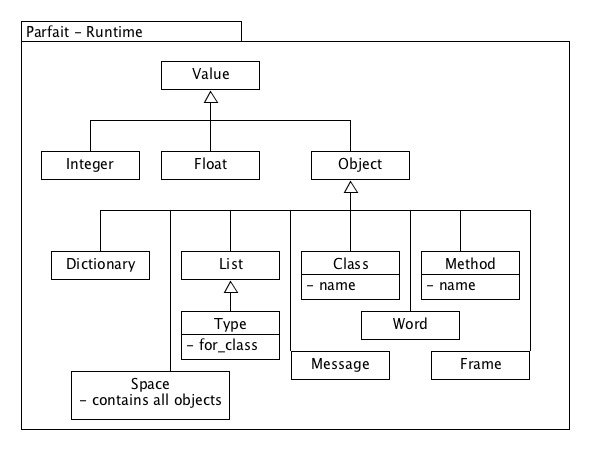 Parfait - Runtime
Value
Integer
Float
Object
Dictionary
List
Class
- name
Method
- name
Type
- for_class
Word
Message
Frame
Space
- contains all objects